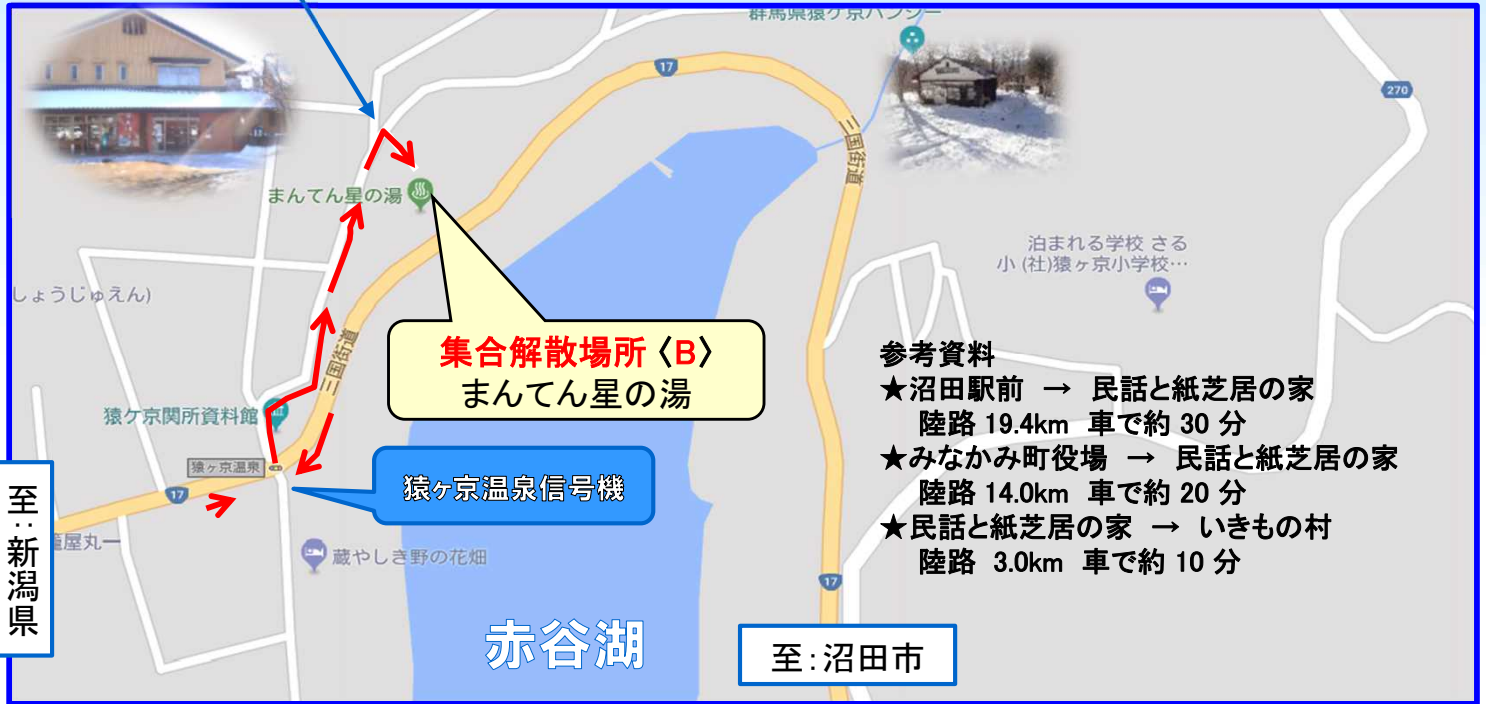 群馬県猿ケ京ハンジー
17
270
三国街道
まんてん星の湯
泊まれる学校 さる
小 (社)猿ヶ京小学校…
しょうじゅえん)
集合解散場所〈B〉
まんてん星の湯
三国街道
参考資料
★沼田駅前 → 民話と紙芝居の家
陸路 19.4km 車で約 30 分
★みなかみ町役場 → 民話と紙芝居の家
陸路 14.0km 車で約 20 分
★民話と紙芝居の家 → いきもの村
陸路 3.0km 車で約 10 分
猿ケ京関所資料館
猿ヶ京温泉
猿ヶ京温泉信号機
17
至:新潟県
屋丸一
蔵やしき野の花畑
17
赤谷湖
至:沼田市